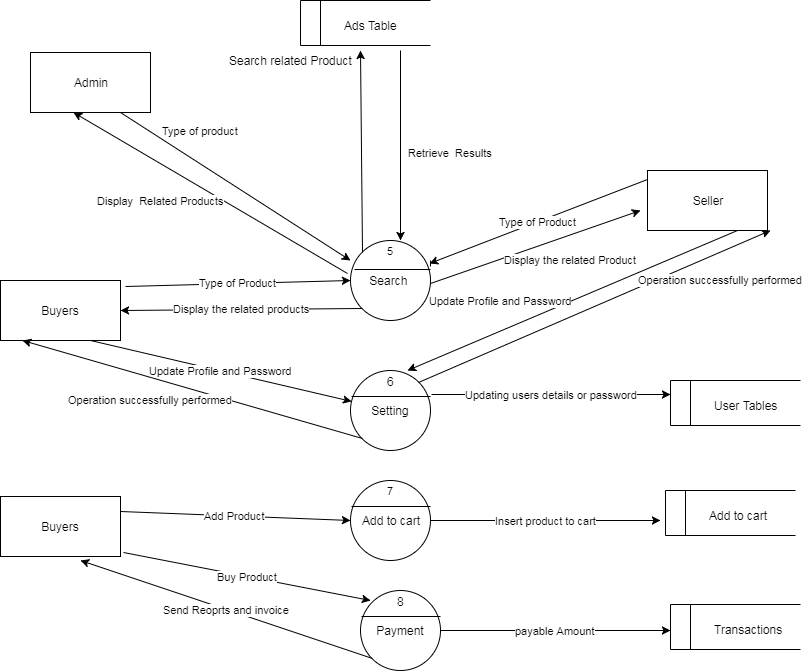 Ads Table
Search related Product
Admin
Type of product
Retrieve  Results
Display  Related Products
Seller
Type of Product
5
Search
Display the related Product
Operation successfully performed
Type of Product
Buyers
Display the related products
Update Profile and Password
Update Profile and Password
6
Setting
Operation successfully performed
Updating users details or password
User Tables
7
Add to cart
Buyers
Add Product
Insert product to cart
Add to cart
Buy Product
8
Payment
Send Reoprts and invoice
payable Amount
Transactions